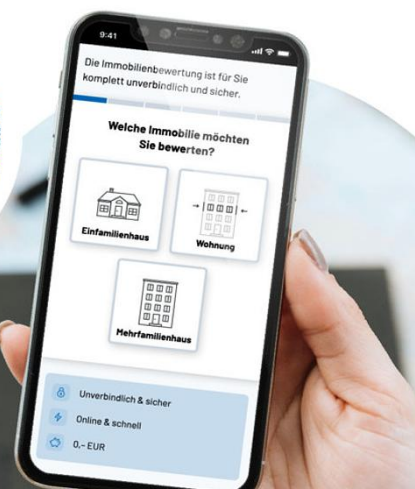 9:41
Die Immobilienbewertung ist für Sie
komplett unverbindlich und sicher.
Welche Immobilie möchten
Sie bewerten?
Einfamilienhaus
Wohnung
Mehrfamilienhaus
Unverbindlich & sicher
Online & schnell
0,- EUR